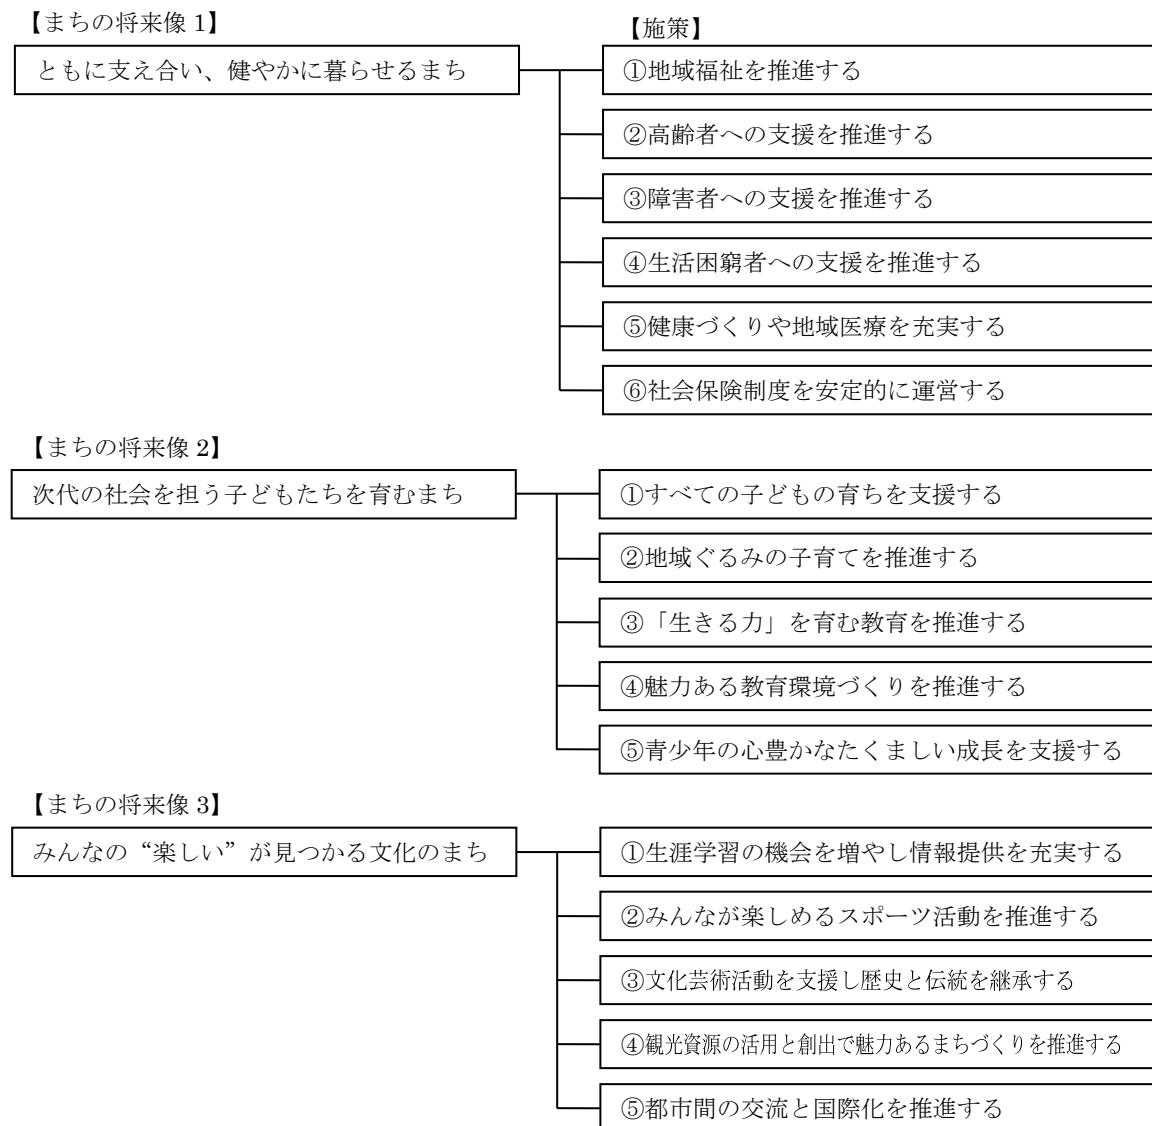 【まちの将来像 1】
【施策】
ともに支え合い、健やかに暮らせるまち
①地域福祉を推進する
②高齢者への支援を推進する
③障害者への支援を推進する
④生活困窮者への支援を推進する
⑤健康づくりや地域医療を充実する
⑥社会保険制度を安定的に運営する
【まちの将来像 2】
次代の社会を担う子どもたちを育むまち
①すべての子どもの育ちを支援する
②地域ぐるみの子育てを推進する
③「生きる力」を育む教育を推進する
④魅力ある教育環境づくりを推進する
⑤青少年の心豊かなたくましい成長を支援する
【まちの将来像 3】
みんなの“楽しい”が見つかる文化のまち
①生涯学習の機会を増やし情報提供を充実する
②みんなが楽しめるスポーツ活動を推進する
③文化芸術活動を支援し歴史と伝統を継承する
④観光資源の活用と創出で魅力あるまちづくりを推進する
⑤都市間の交流と国際化を推進する